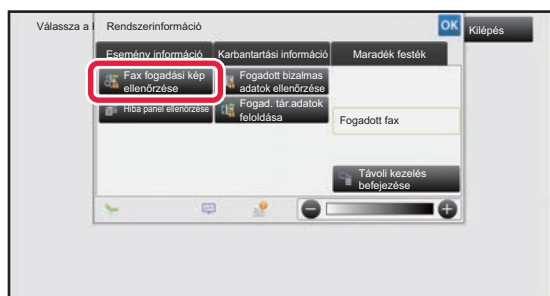 Válassza a
Rendszerinformáció
OK
Kilépés
Esemény információ
Karbantartási információ
Maradék festék
Fax fogadási kép
ellenőrzése
Fogadott bizalmas
adatok ellenőrzése
Hiba panel ellenőrzése
Fogad. tár.adatok
feloldása
Fogadott fax
Távoli kezelés
befejezése